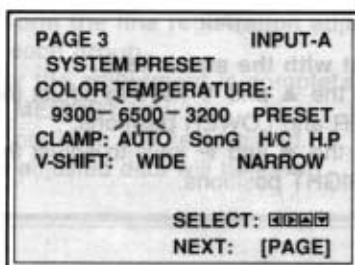 PAGE 3 INPUT-A
SYSTEM PRESET
COLOR TEMPERATURE:
9300 6500 3200 PRESET
CLAMP: AUTO SonG H/C H.P
V-SHIFT: WIDE NARROW
SELECT: ◀▶▲▼
NEXT: [PAGE]